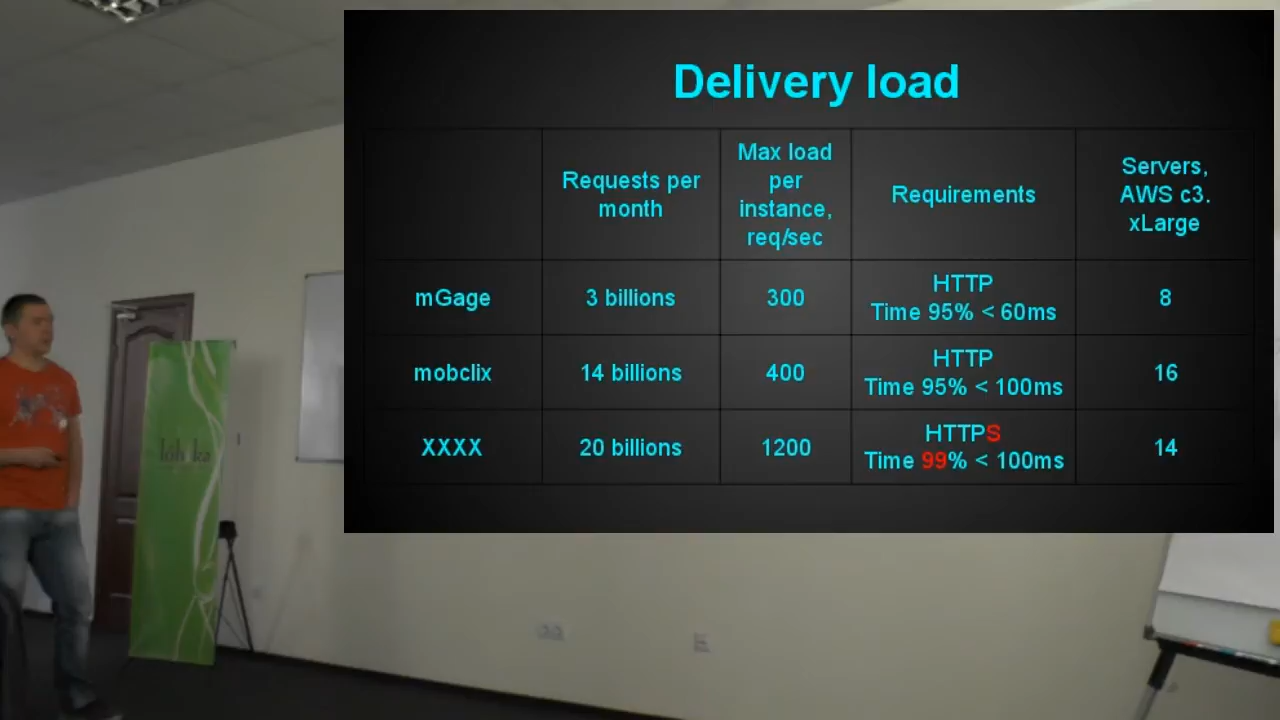 Delivery load
Requests per
month
Max load
per
instance,
req/sec
Requirements
Servers,
AWS c3.
xLarge
mGage
3 billions
300
HTTP
Time 95% < 60ms
8
mobclix
14 billions
400
HTTP
Time 95% < 100ms
16
XXXX
20 billions
1200
HTTPS
Time 99% < 100ms
14